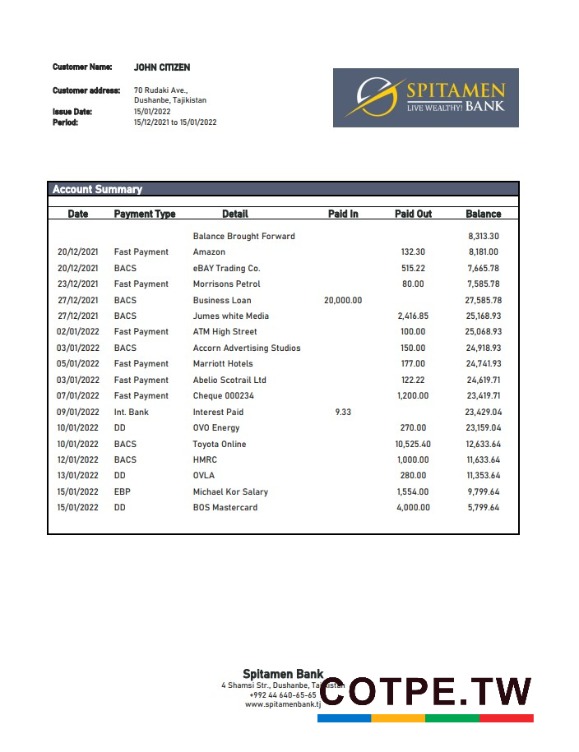 Customer Name: JOHN CITIZEN
SPITAMEN
LIVE WEALTHY! BANK
Customer address: 70 Rudaki Ave.,
Dushanbe, Tajikistan
Issue Date: 15/01/2022
Period: 15/12/2021 to 15/01/2022
Account Summary
Date Payment Type Detail Paid In Paid Out Balance
Balance Brought Forward 8,313.30
20/12/2021 Fast Payment Amazon 132.30 8,181.00
20/12/2021 BACS eBAY Trading Co. 515.22 7,665.78
23/12/2021 Fast Payment Morrisons Petrol 80.00 7,585.78
27/12/2021 BACS Business Loan 20,000.00 27,585.78
27/12/2021 BACS Jumes white Media 2,416.85 25,168.93
02/01/2022 Fast Payment ATM High Street 100.00 25,068.93
03/01/2022 BACS Accorn Advertising Studios 150.00 24,918.93
05/01/2022 Fast Payment Marriott Hotels 177.00 24,741.93
03/01/2022 Fast Payment Abelio Scotrail Ltd 122.22 24,619.71
07/01/2022 Fast Payment Cheque 000234 1,200.00 23,419.71
09/01/2022 Int. Bank Interest Paid 9.33 23,429.04
10/01/2022 DD OVO Energy 270.00 23,159.04
10/01/2022 BACS Toyota Online 10,525.40 12,633.64
12/01/2022 BACS HMRC 1,000.00 11,633.64
13/01/2022 DD OVLA 280.00 11,353.64
15/01/2022 EBP Michael Kor Salary 1,554.00 9,799.64
15/01/2022 DD BOS Mastercard 4,000.00 5,799.64
Spitamen Bank
4 Shamsi Str., Dushanbe, Tajikistan
+992 44 640-65-65
www.spitamenbank.tj
COTPE.TW